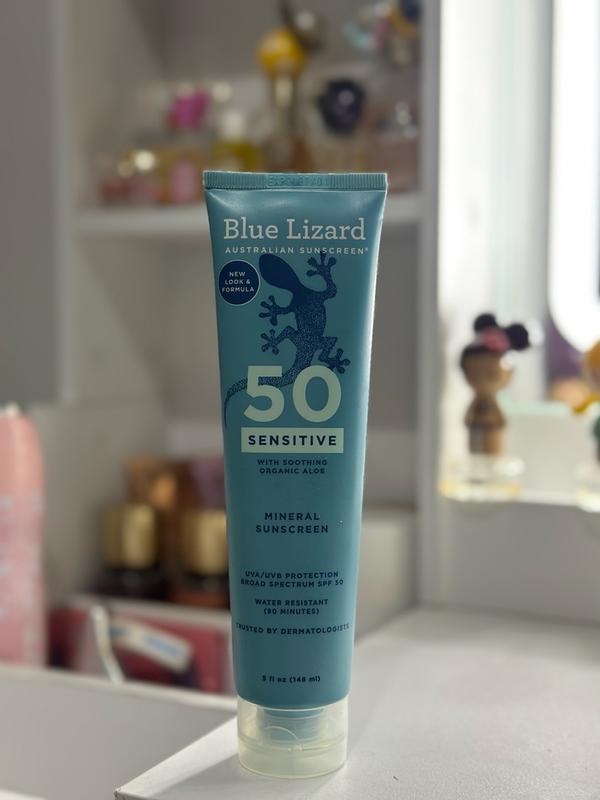 Blue Lizard
AUSTRALIAN SUNSCREEN®
NEW
LOOK &
FORMULA
50
SENSITIVE
WITH SOOTHING
ORGANIC ALOE
MINERAL
SUNSCREEN
UVA/UVB PROTECTION
BROAD SPECTRUM SPF 50
WATER RESISTANT
(80 MINUTES)
TRUSTED BY DERMATOLOGISTS
5 fl oz (148 ml)